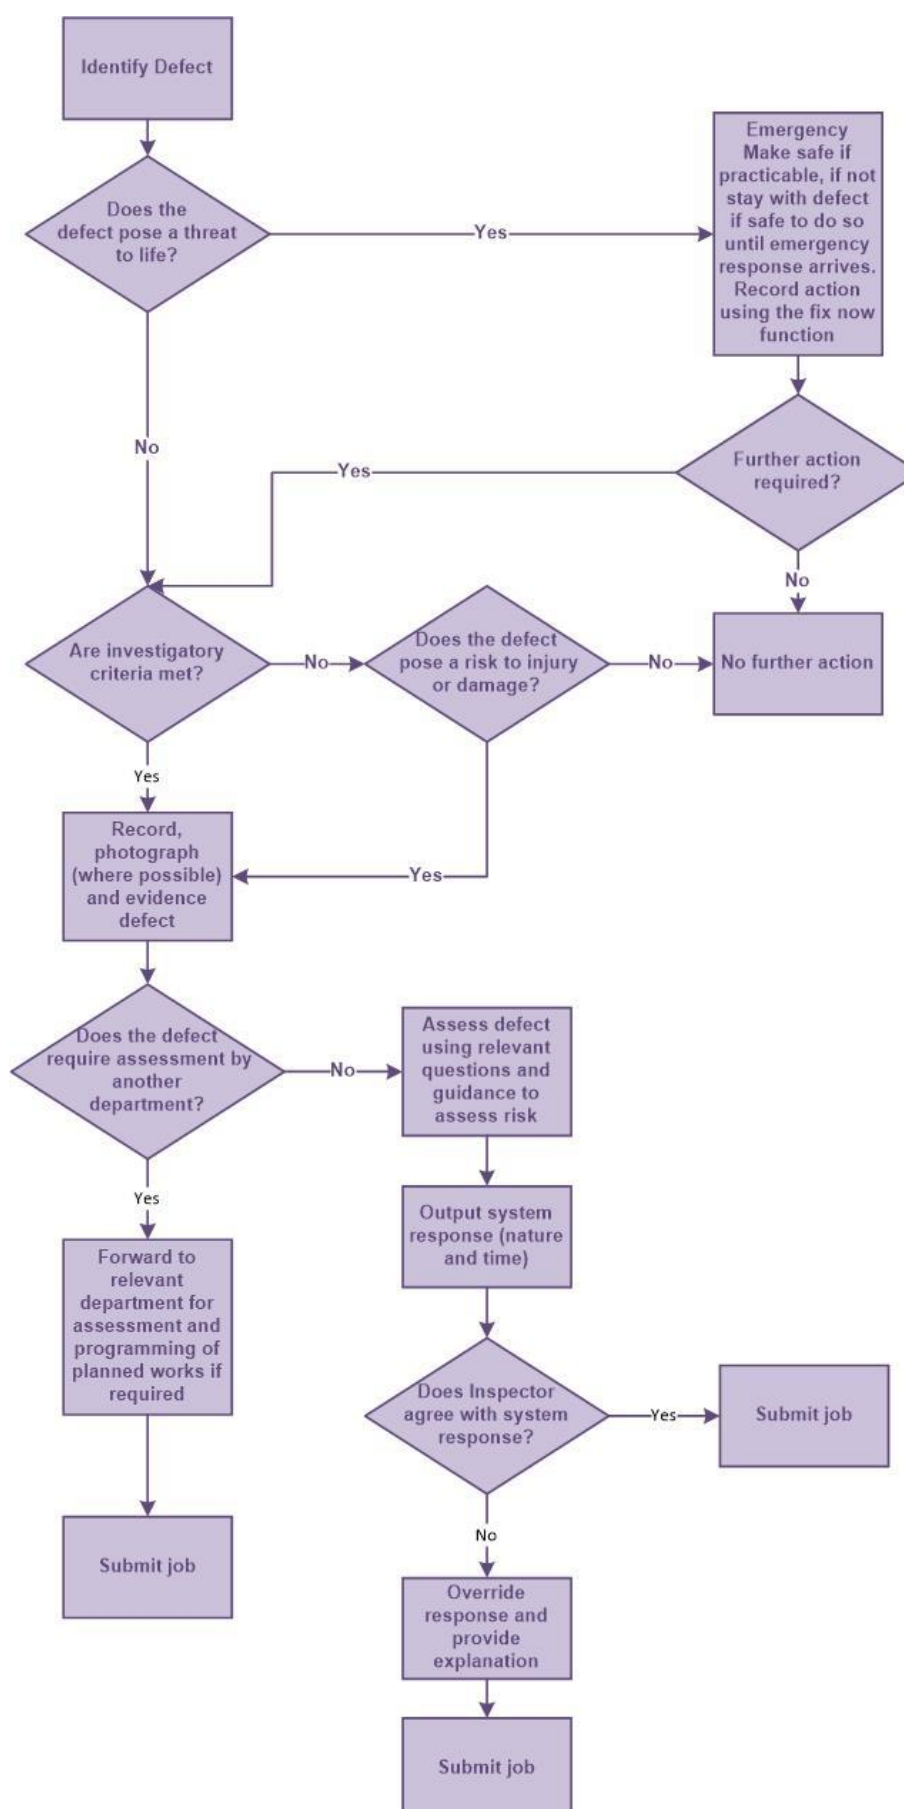 Identify Defect
Does the
defect pose a threat
to life?
Yes
Emergency
Make safe if
practicable, if not
stay with defect
if safe to do so
until emergency
response arrives.
Record action
using the fix now
function
No
Yes
Further action
required?
No
Are investigatory
criteria met?
No
Does the defect
pose a risk to injury
or damage?
No
No further action
Yes
Record,
photograph
(where possible)
and evidence
defect
Yes
Does the defect
require assessment by
another
department?
No
Assess defect
using relevant
questions and
guidance to
assess risk
Yes
Output system
response (nature
and time)
Forward to
relevant
department for
assessment and
programming of
planned works if
required
Does Inspector
agree with system
response?
Yes
Submit job
Submit job
No
Override
response and
provide
explanation
Submit job